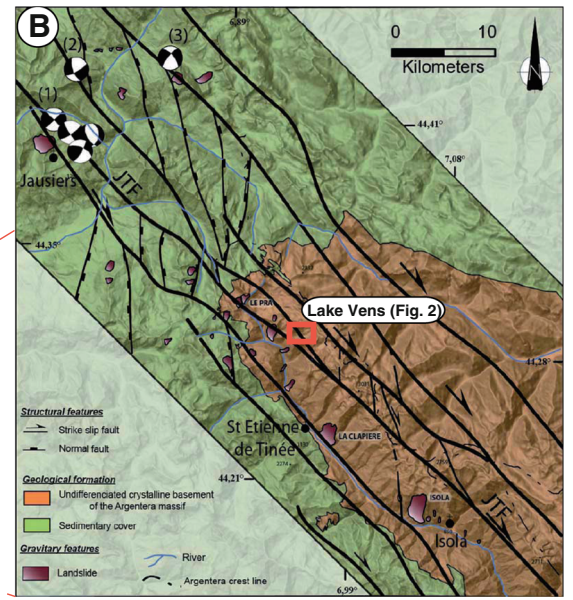 B
6,89
(2)
(3)
0 10
Kilometers
N
(1)
44,41°
7,08°
Jausiers
JTF
44,35°
LE PRA
Lake Vens (Fig. 2)
44,28°
Structural features
Strike slip fault
Normal fault
St Etienne
de Tinée
LA CLAPIERE
44,21°
Geological formation
Undifferenciated crystalline basement
of the Argentera massif
Sedimentary cover
ISOLA
JTF
Isola
Gravitary features
Landslide
River
Argentera crest line
6,99°